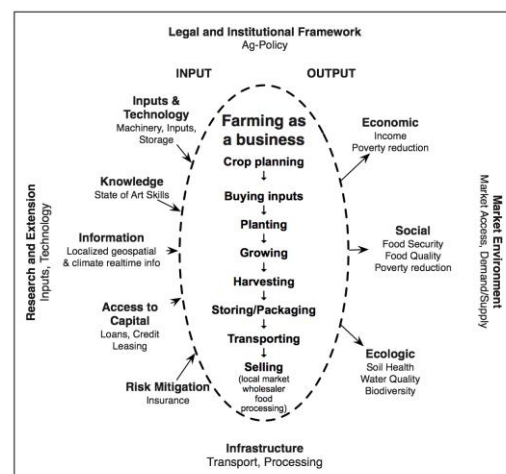 Legal and Institutional Framework
Ag-Policy
INPUT
OUTPUT
Inputs &
Technology
Machinery, Inputs,
Storage
Knowledge
State of Art Skills
Information
Localized geospatial
& climate realtime info
Access to
Capital
Loans, Credit
Leasing
Risk Mitigation
Insurance
Farming as
a business
Crop planning
Buying inputs
Planting
Growing
Harvesting
Storing/Packaging
Transporting
Selling
(local market
wholesaler
food
processing)
Economic
Income
Poverty reduction
Social
Food Security
Food Quality
Poverty reduction
Ecologic
Soil Health
Water Quality
Biodiversity
Research and Extension
Inputs, Technology
Market Environment
Market Access, Demand/Supply
Infrastructure
Transport, Processing